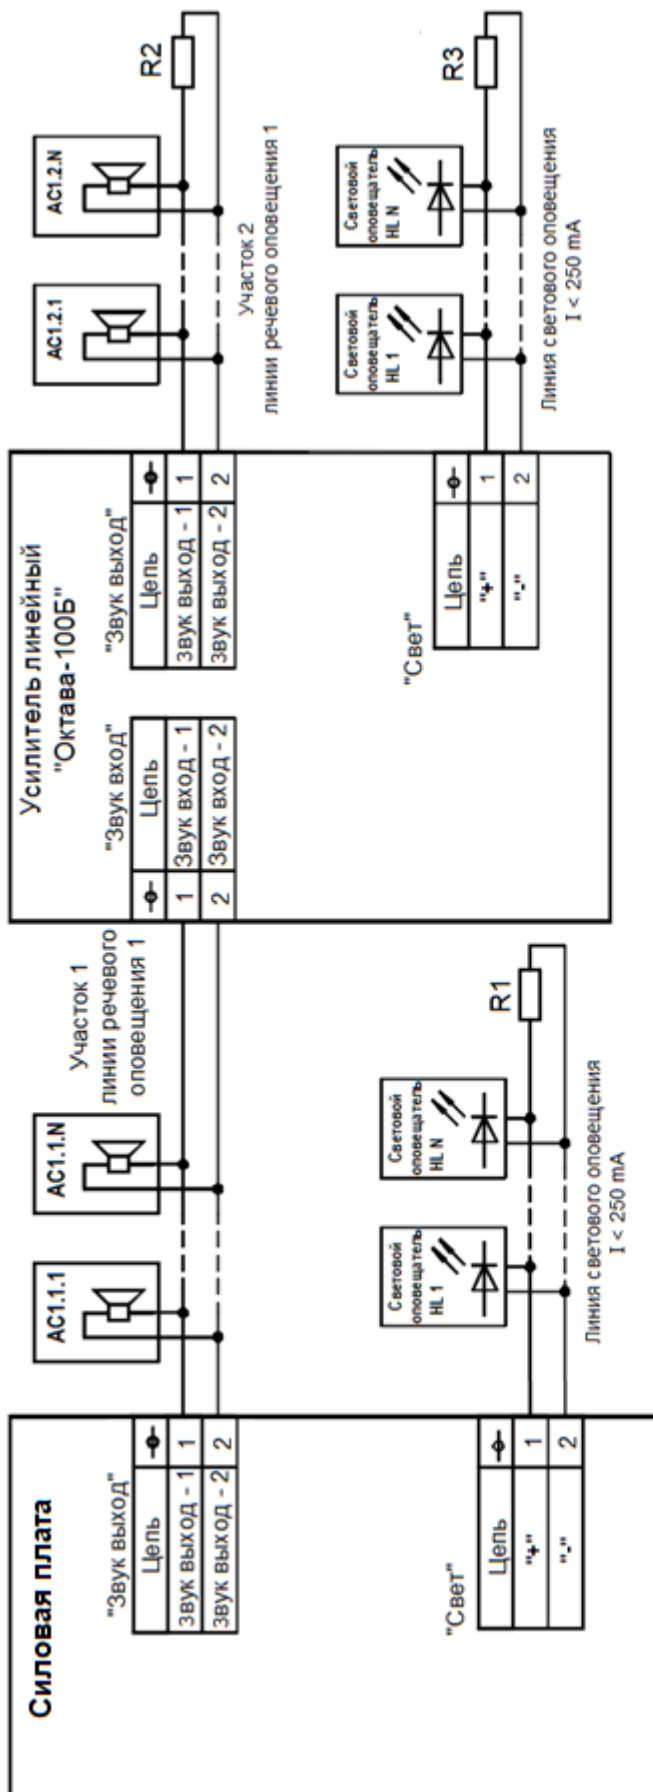 Силовая плата
"Звук выход"
Цепь
Звук выход - 1
1
Звук выход - 2
2
"Свет"
Цепь
"+"
1
"-"
2
АС1.1.1
АС1.1.N
Участок 1
линии речевого
оповещения 1
Световой
оповещатель
HL 1
Световой
оповещатель
HL N
R1
Линия светового оповещения
I < 250 mA
Усилитель линейный
"Октава-100Б"
"Звук вход"
Цепь
1
Звук вход - 1
2
Звук вход - 2
"Звук выход"
Цепь
Звук выход - 1
1
Звук выход - 2
2
"Свет"
Цепь
"+"
1
"-"
2
АС1.2.1
АС1.2.N
R2
Участок 2
линии речевого оповещения 1
Световой
оповещатель
HL 1
Световой
оповещатель
HL N
R3
Линия светового оповещения
I < 250 mA